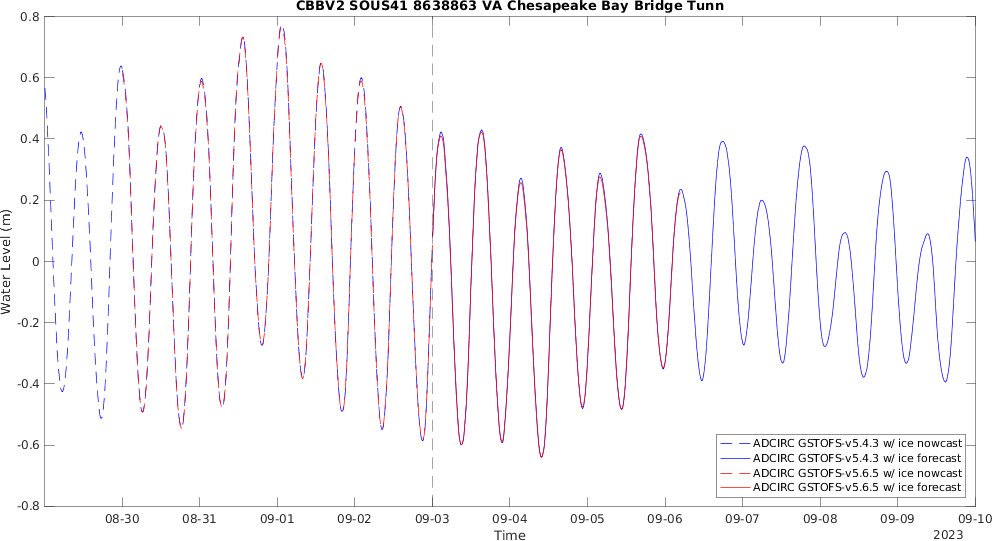 CBBV2 SOUS41 8638863 VA Chesapeake Bay Bridge Tunn
Water Level (m)
0.8
0.6
0.4
0.2
0
-0.2
-0.4
-0.6
-0.8
ADCIRC GSTOFS-v5.4.3 w/ ice nowcast
ADCIRC GSTOFS-v5.4.3 w/ ice forecast
ADCIRC GSTOFS-v5.6.5 w/ ice nowcast
ADCIRC GSTOFS-v5.6.5 w/ ice forecast
08-30 08-31 09-01 09-02 09-03 09-04 09-05 09-06 09-07 09-08 09-09 09-10
Time
2023